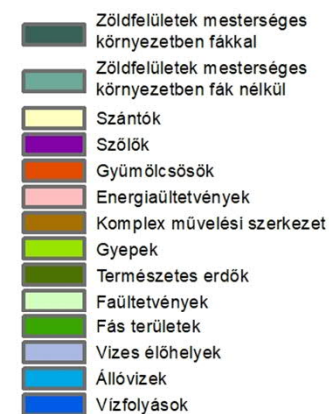 Zöldfelületek mesterséges
környezetben fákkal
Zöldfelületek mesterséges
környezetben fák nélkül
Szántók
Szőlők
Gyümölcsösök
Energiaültetvények
Komplex művelési szerkezet
Gyepek
Természetes erdők
Faültetvények
Fás területek
Vizes élőhelyek
Állóvizek
Vízfolyások